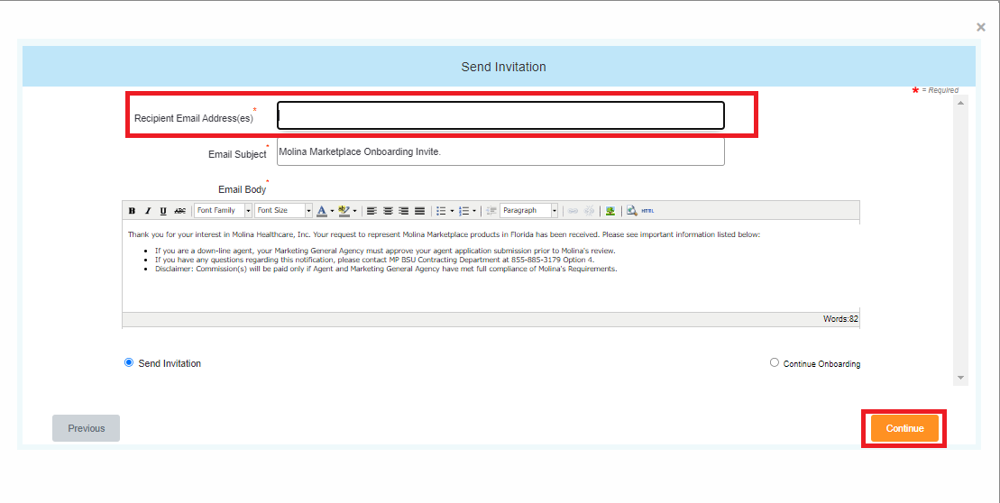 ×
Send Invitation
* = Required
Recipient Email Address(es)*
Email Subject* Molina Marketplace Onboarding Invite.
Email Body*
B I U ABC Font Family Font Size A ab Paragraph HTML
Thank you for your interest in Molina Healthcare, Inc. Your request to represent Molina Marketplace products in Florida has been received. Please see important information listed below:
• If you are a down-line agent, your Marketing General Agency must approve your agent application submission prior to Molina's review.
• If you have any questions regarding this notification, please contact MP BSU Contracting Department at 855-885-3179 Option 4.
• Disclaimer: Commission(s) will be paid only if Agent and Marketing General Agency have met full compliance of Molina's Requirements.
Words:82
Send Invitation Continue Onboarding
Previous Continue